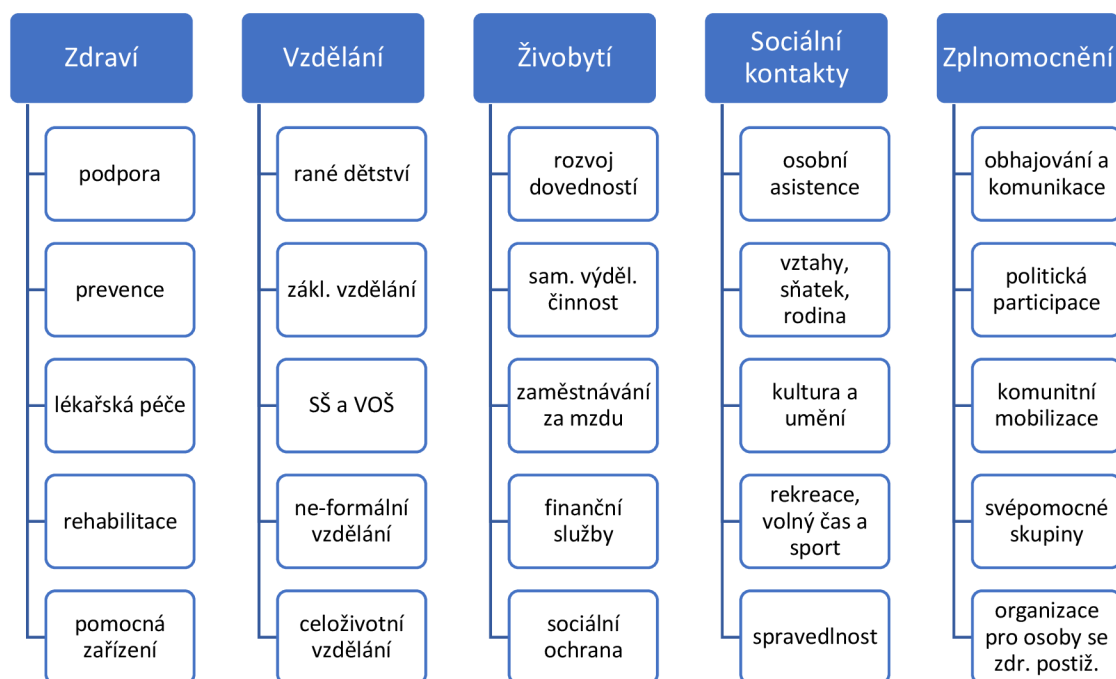 Zdraví
podpora
prevence
lékařská péče
rehabilitace
pomocná
zařízení
Vzdělání
rané dětství
zákl. vzdělání
SŠ a VOŠ
ne-formální
vzdělání
celoživotní
vzdělání
Živobytí
rozvoj
dovedností
sam. výděl.
činnost
zaměstnávání
za mzdu
finanční
služby
sociální
ochrana
Sociální
kontakty
osobní
asistence
vztahy,
sňatek,
rodina
kultura a
umění
rekreace,
volný čas a
sport
spravedlnost
Zplnomocnění
obhajování a
komunikace
politická
participace
komunitní
mobilizace
svépomocné
skupiny
organizace
pro osoby se
zdr. postiž.